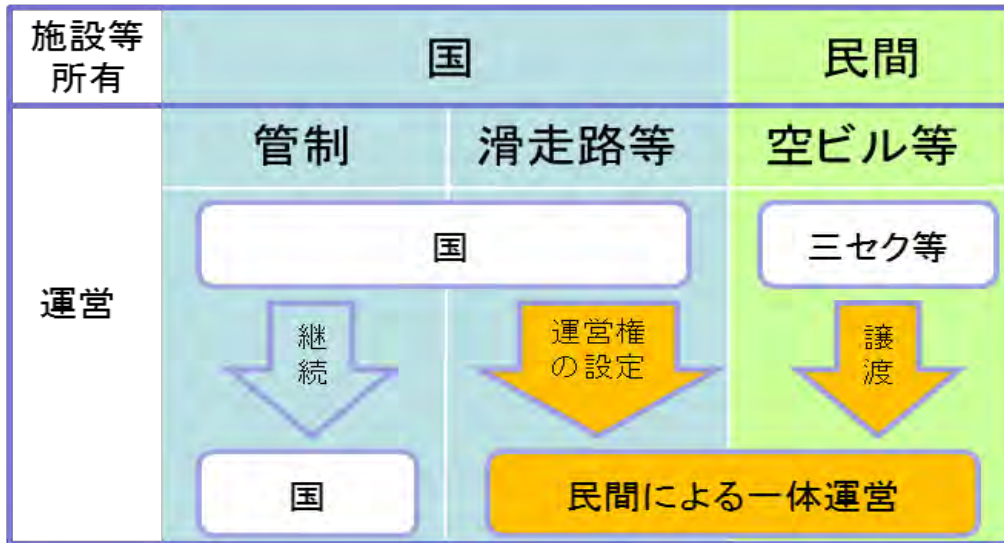 施設等
所有
国
民間
管制
滑走路等
空ビル等
運営
国
三セク等
継
続
運営権
の設定
譲
渡
国
民間による一体運営